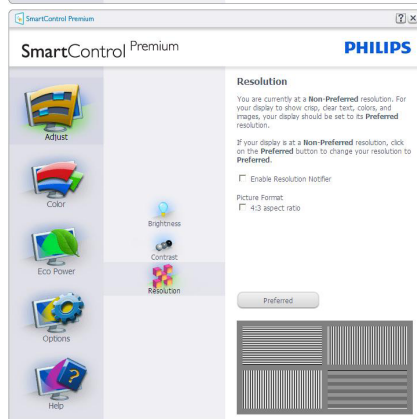 SmartControl Premium
SmartControl Premium
PHILIPS
Adjust
Color
Eco Power
Options
Help
Brightness
Contrast
Resolution
Resolution
You are currently at a Non-Preferred resolution. For
your display to show crisp, clear text, colors, and
images, your display should be set to its Preferred
resolution.
If your display is at a Non-Preferred resolution, click
on the Preferred button to change your resolution to
Preferred.
Enable Resolution Notifier
Picture Format
4:3 aspect ratio
Preferred